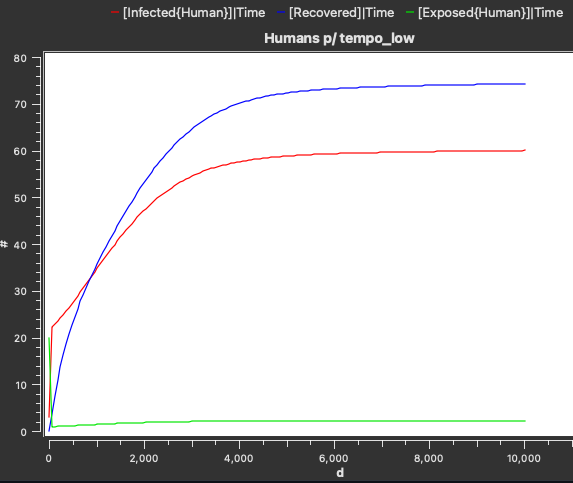 [Infected{Human}]|Time [Recovered]|Time [Exposed{Human}]|Time
Humans p/ tempo_low
80
70
60
50
40
30
20
10
0
#
0 2,000 4,000 6,000 8,000 10,000
d